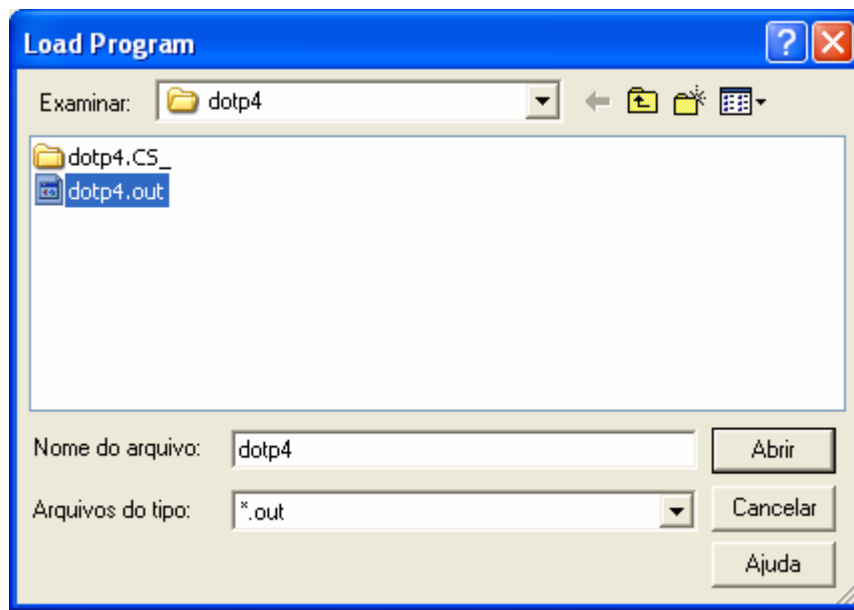 Load Program
Examinar: dotp4
dotp4.CS_
dotp4.out
Nome do arquivo: dotp4 Abrir
Arquivos do tipo: *.out Cancelar
Ajuda